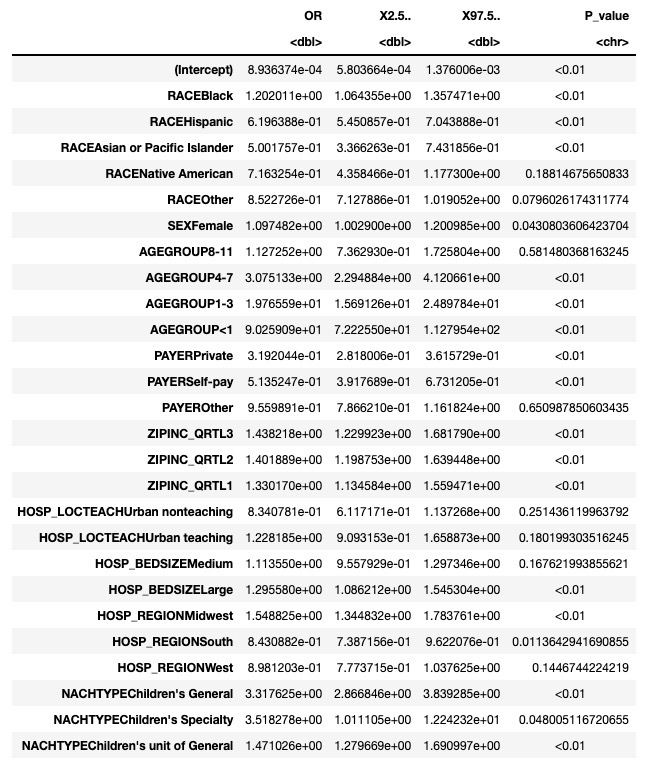 OR X2.5.. X97.5.. P_value
<dbl> <dbl> <dbl> <chr>
(Intercept) 8.936374e-04 5.803664e-04 1.376006e-03 <0.01
RACEBlack 1.202011e+00 1.064355e+00 1.357471e+00 <0.01
RACEHispanic 6.196388e-01 5.450857e-01 7.043888e-01 <0.01
RACEAsian or Pacific Islander 5.001757e-01 3.366263e-01 7.431856e-01 <0.01
RACENative American 7.163254e-01 4.358466e-01 1.177300e+00 0.18814675650833
RACEOther 8.522726e-01 7.127886e-01 1.019052e+00 0.0796026174311774
SEXFemale 1.097482e+00 1.002900e+00 1.200985e+00 0.0430803606423704
AGEGROUP8-11 1.127252e+00 7.362930e-01 1.725804e+00 0.581480368163245
AGEGROUP4-7 3.075133e+00 2.294884e+00 4.120661e+00 <0.01
AGEGROUP1-3 1.976559e+01 1.569126e+01 2.489784e+01 <0.01
AGEGROUP<1 9.025909e+01 7.222550e+01 1.127954e+02 <0.01
PAYERPrivate 3.192044e-01 2.818006e-01 3.615729e-01 <0.01
PAYERSelf-pay 5.135247e-01 3.917689e-01 6.731205e-01 <0.01
PAYEROther 9.559891e-01 7.866210e-01 1.161824e+00 0.650987850603435
ZIPINC_QRTL3 1.438218e+00 1.229923e+00 1.681790e+00 <0.01
ZIPINC_QRTL2 1.401889e+00 1.198753e+00 1.639448e+00 <0.01
ZIPINC_QRTL1 1.330170e+00 1.134584e+00 1.559471e+00 <0.01
HOSP_LOCTEACHUrban nonteaching 8.340781e-01 6.117171e-01 1.137268e+00 0.251436119963792
HOSP_LOCTEACHUrban teaching 1.228185e+00 9.093153e-01 1.658873e+00 0.180199303516245
HOSP_BEDSIZEMedium 1.113550e+00 9.557929e-01 1.297346e+00 0.167621993855621
HOSP_BEDSIZELarge 1.295580e+00 1.086212e+00 1.545304e+00 <0.01
HOSP_REGIONMidwest 1.548825e+00 1.344832e+00 1.783761e+00 <0.01
HOSP_REGIONSouth 8.430882e-01 7.387156e-01 9.622076e-01 0.0113642941690855
HOSP_REGIONWest 8.981203e-01 7.773715e-01 1.037625e+00 0.1446744224219
NACHTYPEChildren's General 3.317625e+00 2.866846e+00 3.839285e+00 <0.01
NACHTYPEChildren's Specialty 3.518278e+00 1.011105e+00 1.224232e+01 0.048005116720655
NACHTYPEChildren's unit of General 1.471026e+00 1.279669e+00 1.690997e+00 <0.01